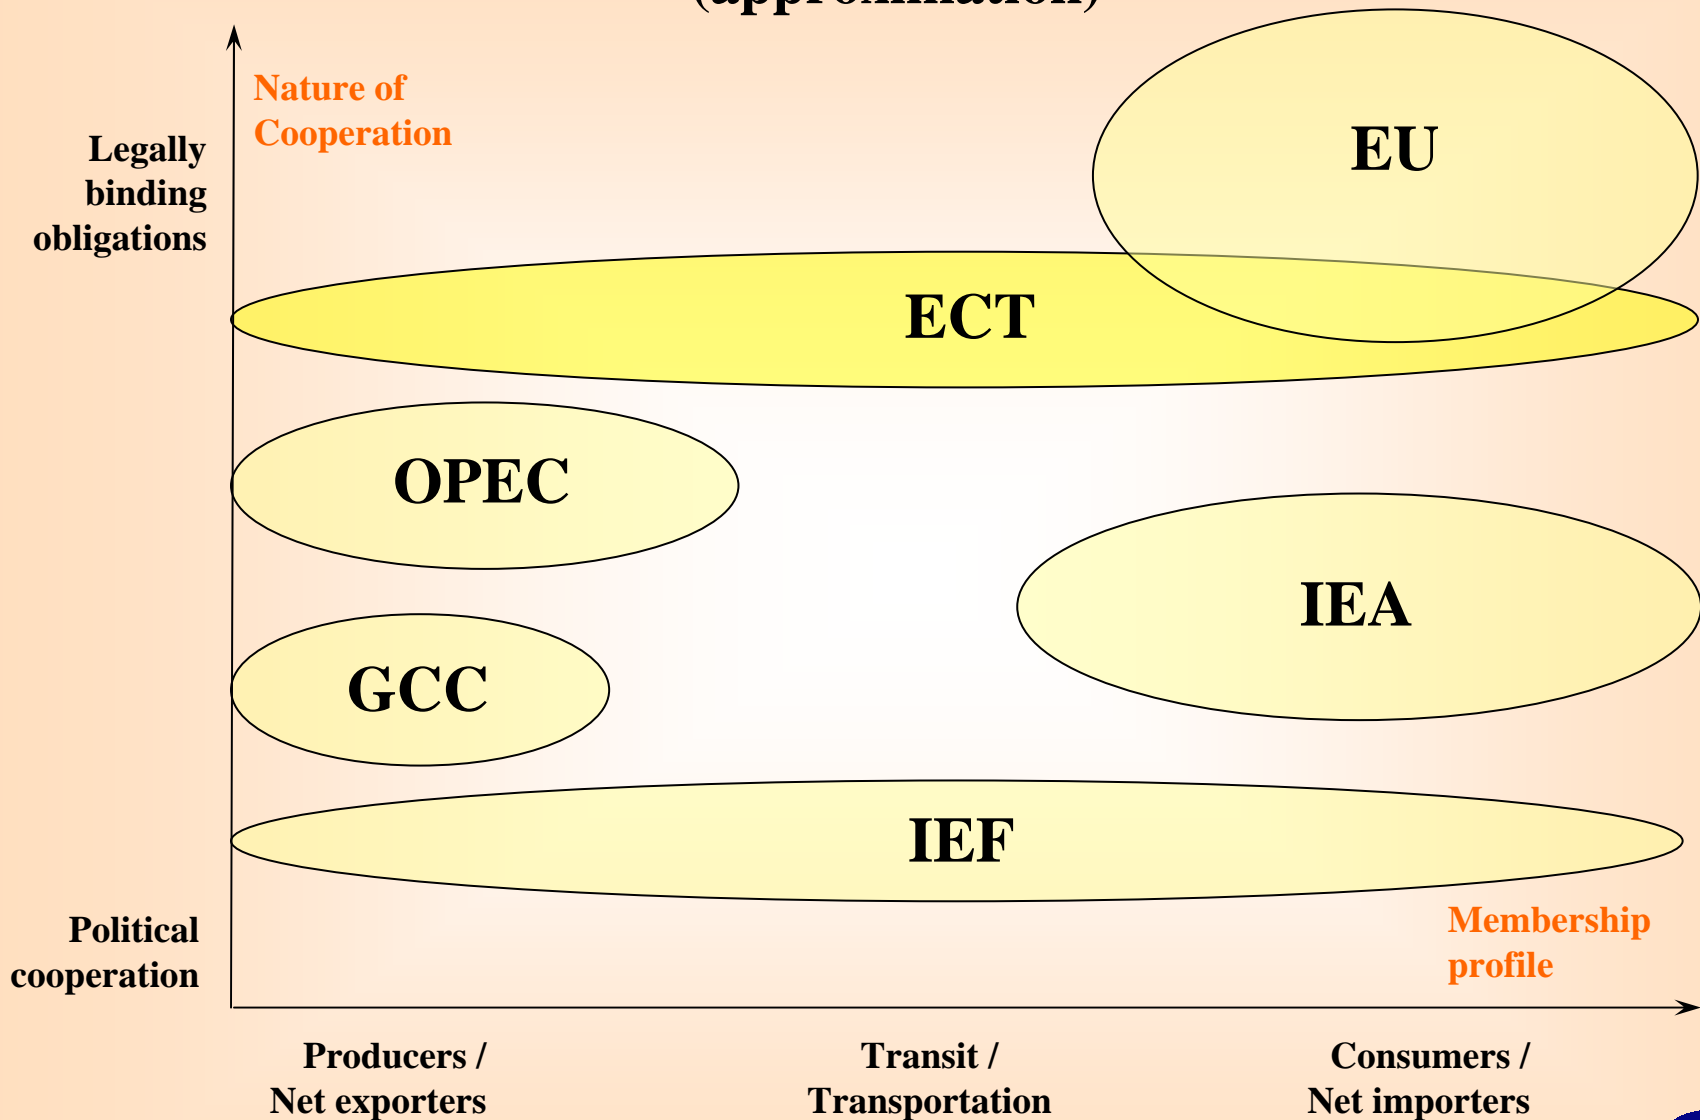 (approximation)
Nature of
Cooperation
Legally
binding
obligations
EU
ECT
OPEC
IEA
GCC
IEF
Political
cooperation
Membership
profile
Producers /
Net exporters
Transit /
Transportation
Consumers /
Net importers